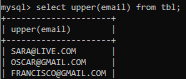 mysql> select upper(email) from tbl;
+--------------------+
| upper(email)       |
+--------------------+
| SARA@LIVE.COM      |
| OSCAR@GMAIL.COM    |
| FRANCISCO@GMAIL.COM |